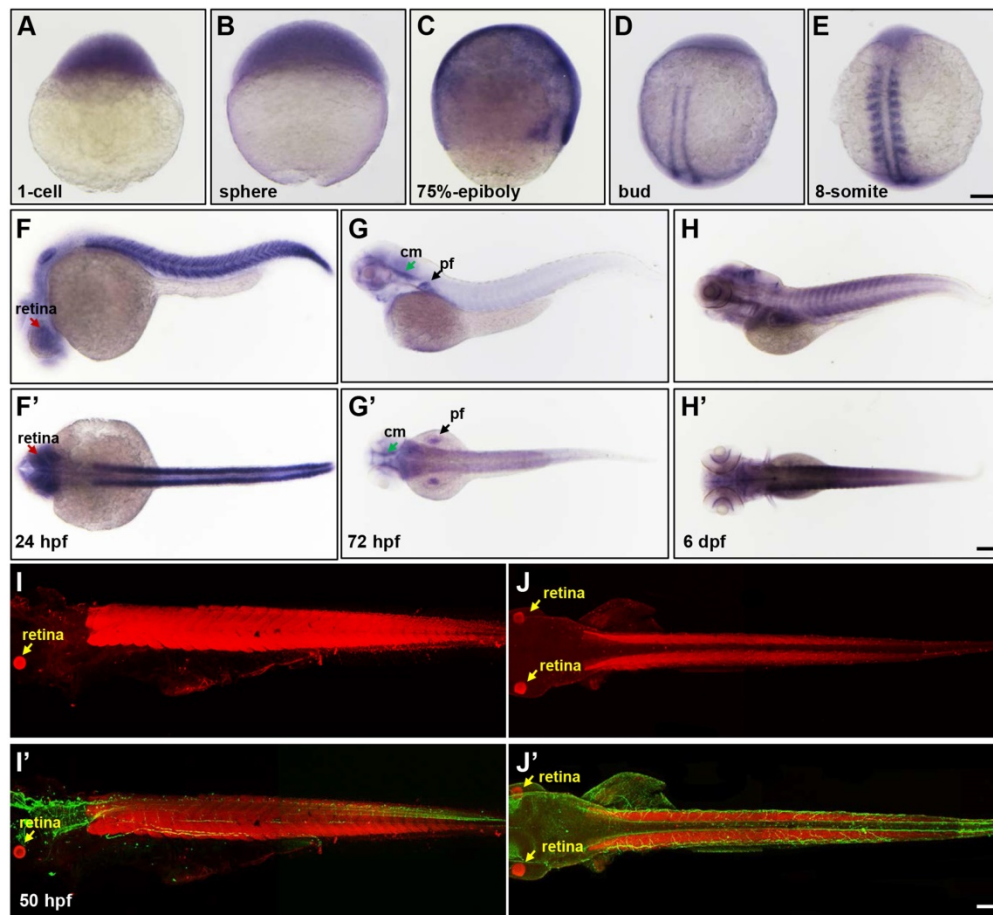 A
1-cell
B
sphere
C
75%-epiboly
D
bud
E
8-somite
F
retina
G
cm
pf
H
F'
retina
24 hpf
G'
cm
pf
72 hpf
H'
6 dpf
I
retina
J
retina
retina
I'
retina
50 hpf
J'
retina
retina